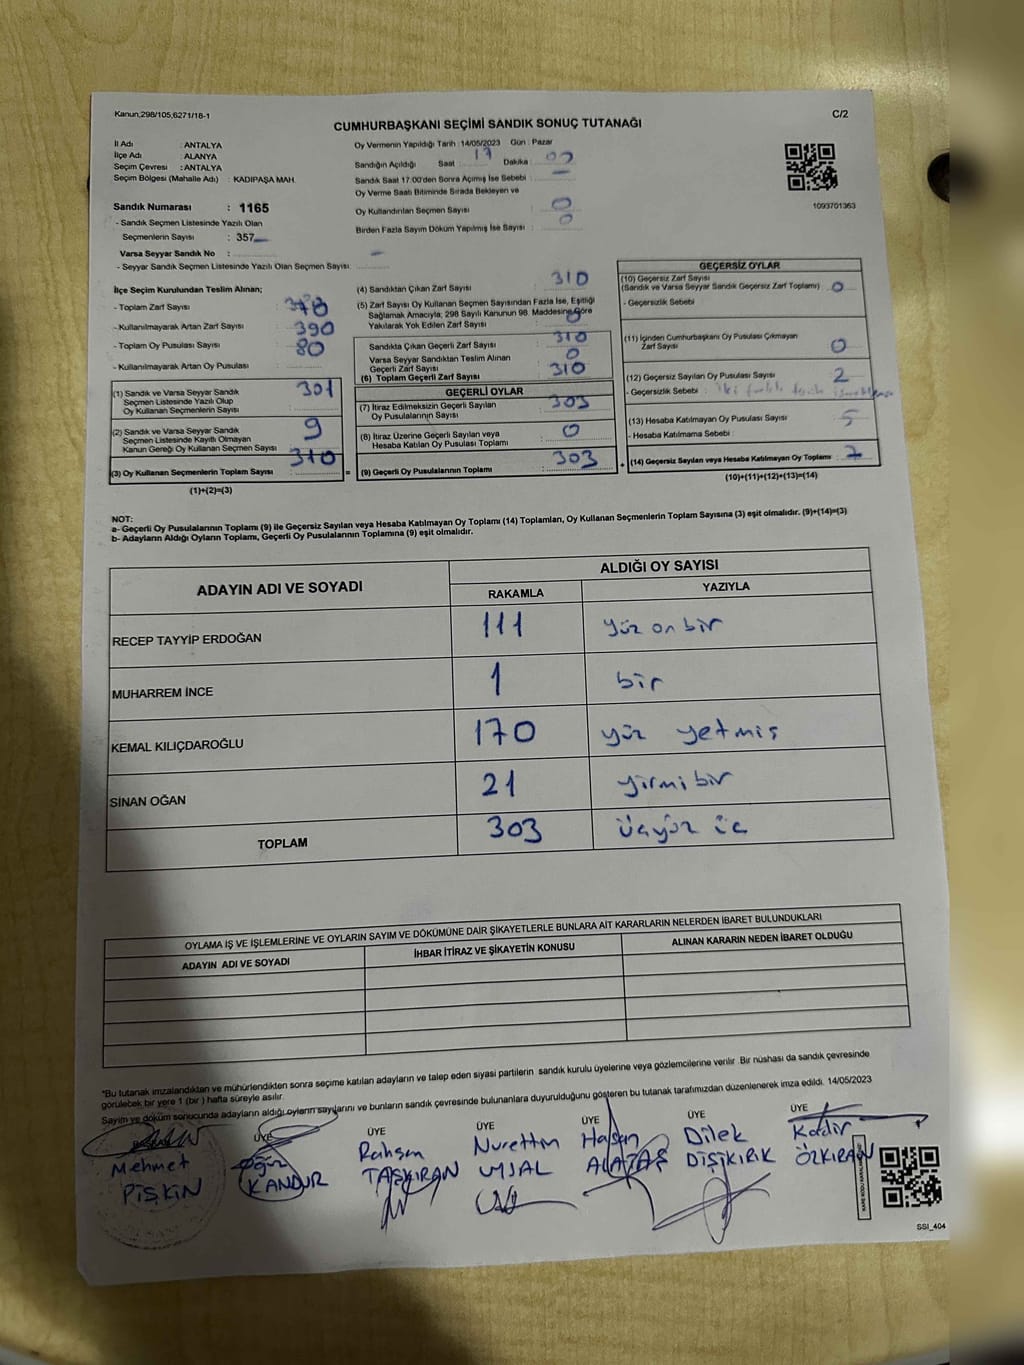 Kanun;298/105,6271/18-1
C/2
CUMHURBAŞKANI SEÇİMİ SANDIK SONUÇ TUTANAĞI
İl Adı : ANTALYA
İlçe Adı : ALANYA
Seçim Çevresi : ANTALYA
Seçim Bölgesi (Mahalle Adı) : KADIPAŞA MAH.
Oy Vermenin Yapıldığı Tarih :14/05/2023 Gün : Pazar
Sandığın Açıldığı Saat : 17 Dakika :
Sandık Saat 17:00'den Sonra Açımış İse Sebebi : —
Oy Verme Saati Bitiminde Sırada Bekleyen ve
Oy Kullandırılan Seçmen Sayısı : 0
Birden Fazla Sayım Döküm Yapılmış İse Sayısı : 0
1093701363
Sandık Numarası : 1165
- Sandık Seçmen Listesinde Yazılı Olan
Seçmenlerin Sayısı : 357
Varsa Seyyar Sandık No : —
- Seyyar Sandık Seçmen Listesinde Yazılı Olan Seçmen Sayısı:
İlçe Seçim Kurulundan Teslim Alınan;
- Toplam Zarf Sayısı :
- Kullanılmayarak Artan Zarf Sayısı : 390
- Toplam Oy Pusulası Sayısı : 80
- Kullanılmayarak Artan Oy Pusulası :
(1) Sandık ve Varsa Seyyar Sandık
Seçmen Listesinde Yazılı Olup
Oy Kullanan Seçmenlerin Sayısı : 301
(2) Sandık ve Varsa Seyyar Sandık
Seçmen Listesinde Kayıtlı Olmayan
Kanun Gereği Oy Kullanan Seçmen Sayısı : 9
(3) Oy Kullanan Seçmenlerin Toplam Sayısı : 310
(1)+(2)=(3)
(4) Sandıktan Çıkan Zarf Sayısı : 310
(5) Zarf Sayısı Oy Kullanan Seçmen Sayısından Fazla İse, Eşitliği
Sağlamak Amacıyla; 298 Sayılı Kanunun 98. Maddesine Göre
Yakılarak Yok Edilen Zarf Sayısı : 0
Sandıkta Çıkan Geçerli Zarf Sayısı : 310
Varsa Seyyar Sandıktan Teslim Alınan
Geçerli Zarf Sayısı : 0
(6) Toplam Geçerli Zarf Sayısı : 310
GEÇERLİ OYLAR
(7) İtiraz Edilmeksizin Geçerli Sayılan
Oy Pusulalarının Sayısı : 303
(8) İtiraz Üzerine Geçerli Sayılan veya
Hesaba Katılan Oy Pusulası Toplamı : 0
= (9) Geçerli Oy Pusulalarının Toplamı : 303
GEÇERSİZ OYLAR
(10) Geçersiz Zarf Sayısı
(Sandık ve Varsa Seyyar Sandık Geçersiz Zarf Toplamı) : 0
- Geçersizlik Sebebi :
(11) İçinden Cumhurbaşkanı Oy Pusulası Çıkmayan
Zarf Sayısı : 0
(12) Geçersiz Sayılan Oy Pusulası Sayısı : 2
- Geçersizlik Sebebi : İki
(13) Hesaba Katılmayan Oy Pusulası Sayısı : 5
- Hesaba Katılmama Sebebi :
+ (14) Geçersiz Sayılan veya Hesaba Katılmayan Oy Toplamı : 7
(10)+(11)+(12)+(13)=(14)
NOT:
a- Geçerli Oy Pusulalarının Toplamı (9) ile Geçersiz Sayılan veya Hesaba Katılmayan Oy Toplamı (14) Toplamları, Oy Kullanan Seçmenlerin Toplam Sayısına (3) eşit olmalıdır. (9)+(14)=(3)
b- Adayların Aldığı Oyların Toplamı, Geçerli Oy Pusulalarının Toplamına (9) eşit olmalıdır.
ADAYIN ADI VE SOYADI
ALDIĞI OY SAYISI
RAKAMLA YAZIYLA
RECEP TAYYİP ERDOĞAN 111 yüz on bir
MUHARREM İNCE 1 bir
KEMAL KILIÇDAROĞLU 170 yüz yetmiş
SİNAN OĞAN 21 yirmi bir
TOPLAM 303 üçyüz üç
OYLAMA İŞ VE İŞLEMLERİNE VE OYLARIN SAYIM VE DÖKÜMÜNE DAİR ŞİKAYETLERLE BUNLARA AİT KARARLARIN NELERDEN İBARET BULUNDUKLARI
ADAYIN ADI VE SOYADI İHBAR İTİRAZ VE ŞİKAYETİN KONUSU ALINAN KARARIN NEDEN İBARET OLDUĞU
*Bu tutanak imzalandıktan ve mühürlendikten sonra seçime katılan adayların ve talep eden siyasi partilerin sandık kurulu üyelerine veya gözlemcilerine verilir .Bir nüshası da sandık çevresinde
görülebilecek bir yere 1 (bir ) hafta süreyle asılır.
Sayım ve döküm sonucunda adayların aldığı oyların sayılarını ve bunların sandık çevresinde bulunanlara duyurulduğunu gösteren bu tutanak tarafımızdan düzenlenerek imza edildi. 14/05/2023
ÜYE ÜYE ÜYE ÜYE ÜYE ÜYE
Mehmet PİŞKİN
Oğuz KANDUR
Rahşan TAŞKIRAN
Nurettin UYSAL
Hasan ALATAŞ
Dilek DİŞİKIRIK
Kadir ÖZKIRAN
SSI_404